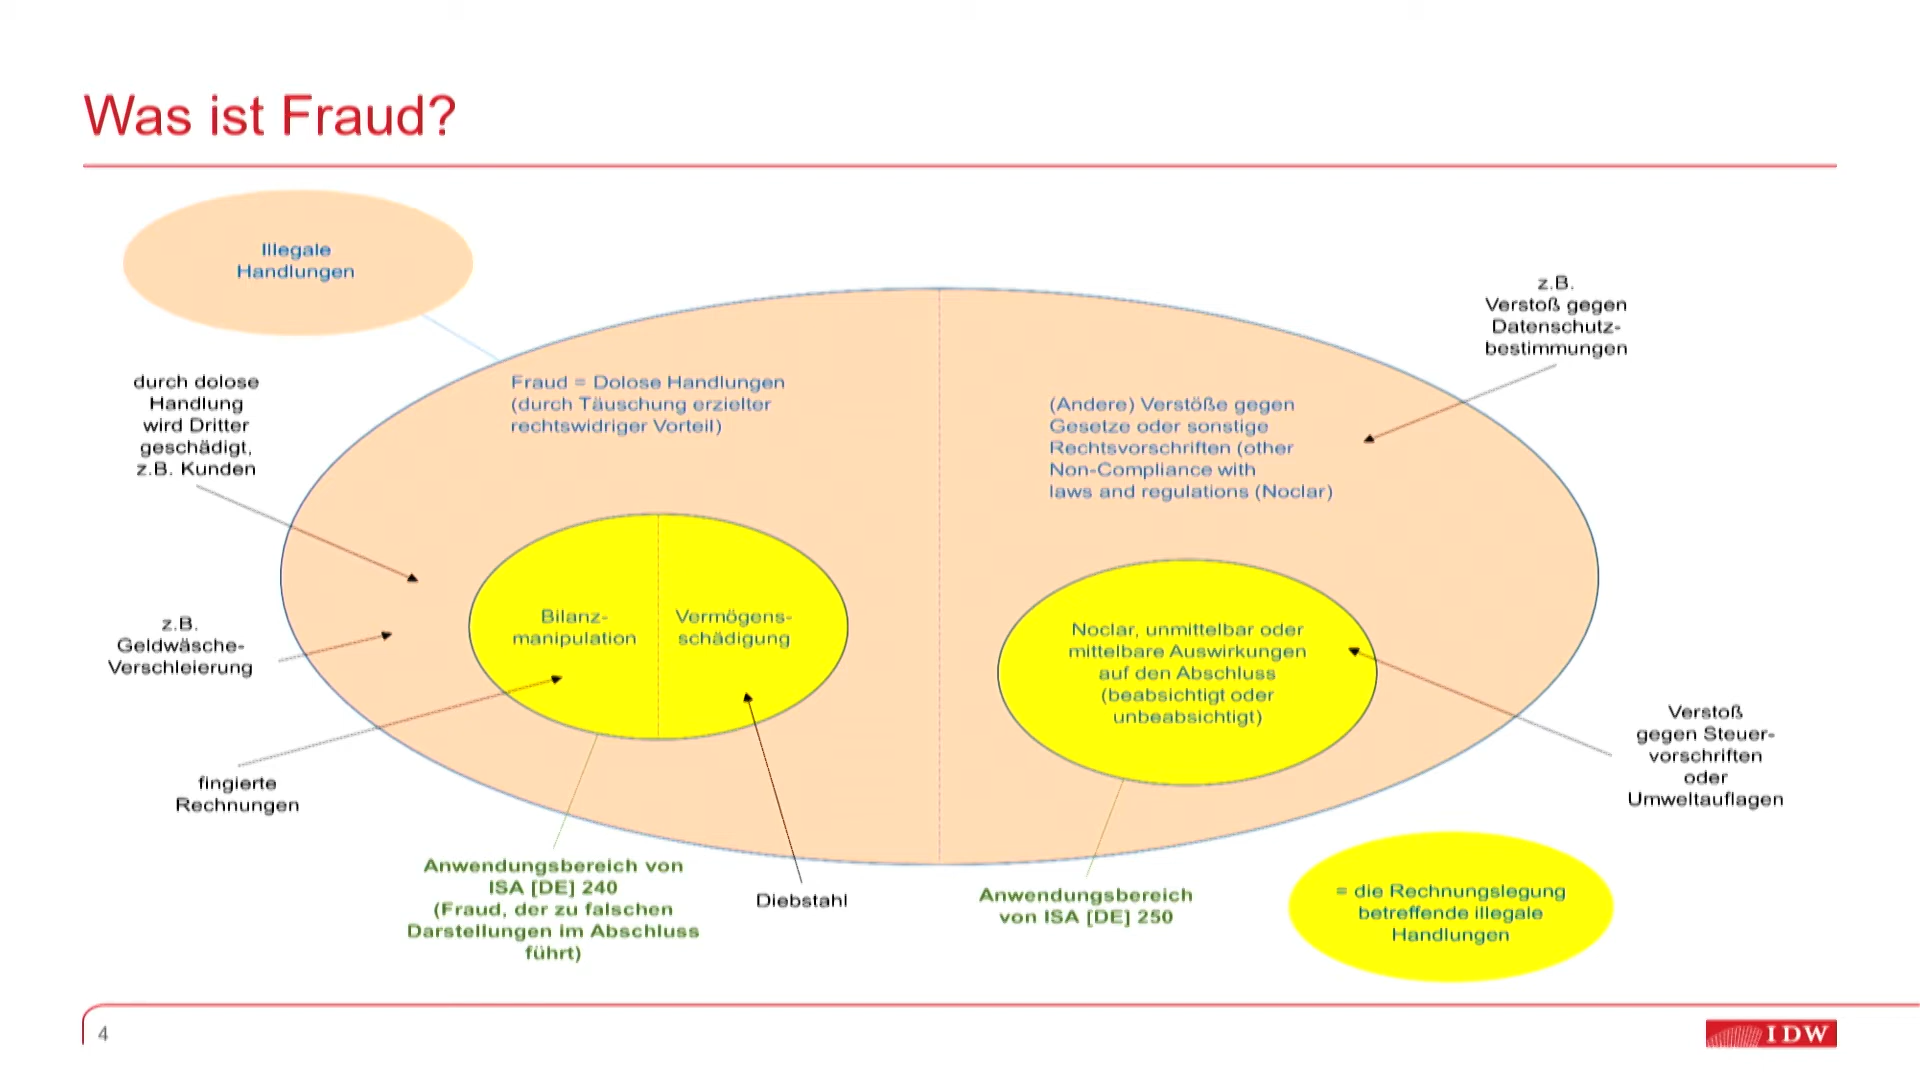 Was ist Fraud?
Illegale
Handlungen
z.B.
Verstoß gegen
Datenschutz-
bestimmungen
durch dolose
Handlung
wird Dritter
geschädigt,
z.B. Kunden
Fraud = Dolose Handlungen
(durch Täuschung erzielter
rechtswidriger Vorteil)
(Andere) Verstöße gegen
Gesetze oder sonstige
Rechtsvorschriften (other
Non-Compliance with
laws and regulations (Noclar)
z.B.
Geldwäsche-
Verschleierung
Bilanz-
manipulation
Vermögens-
schädigung
Noclar, unmittelbar oder
mittelbare Auswirkungen
auf den Abschluss
(beabsichtigt oder
unbeabsichtigt)
fingierte
Rechnungen
Verstoß
gegen Steuer-
vorschriften
oder
Umweltauflagen
Anwendungsbereich von
ISA [DE] 240
(Fraud, der zu falschen
Darstellungen im Abschluss
führt)
Diebstahl
Anwendungsbereich
von ISA [DE] 250
= die Rechnungslegung
betreffende illegale
Handlungen
4
IDW